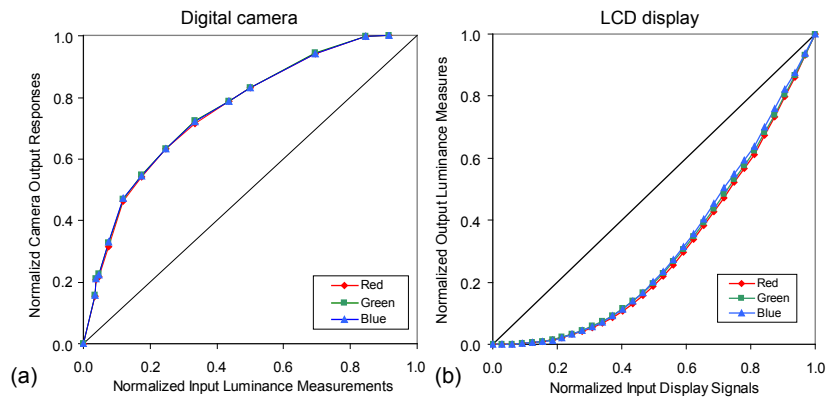 Digital camera
Normalizd Camera Output Responses
1.0
0.8
0.6
0.4
0.2
0.0
0.0 0.2 0.4 0.6 0.8 1.0
Red
Green
Blue
(a)
Normalized Input Luminance Measurements
LCD display
Normalized Output Luminance Measures
1.0
0.8
0.6
0.4
0.2
0.0
0.0 0.2 0.4 0.6 0.8 1.0
Red
Green
Blue
(b)
Normalized Input Display Signals